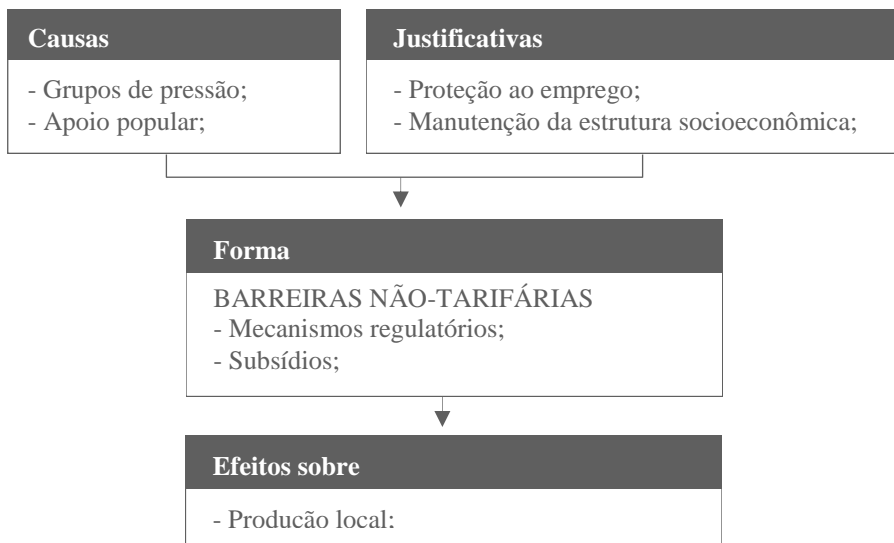 Causas
- Grupos de pressão;
- Apoio popular;
Justificativas
- Proteção ao emprego;
- Manutenção da estrutura socioeconômica;
Forma
BARREIRAS NÃO-TARIFÁRIAS
- Mecanismos regulatórios;
- Subsídios;
Efeitos sobre
- Produção local;